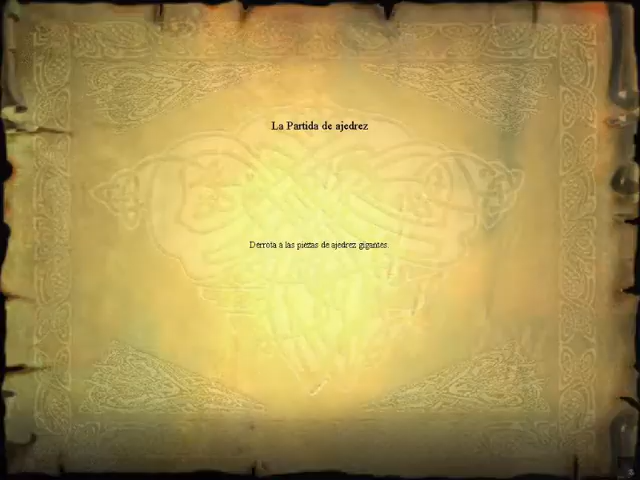 La Partida de ajedrez
Derrota a las piezas de ajedrez gigantes.